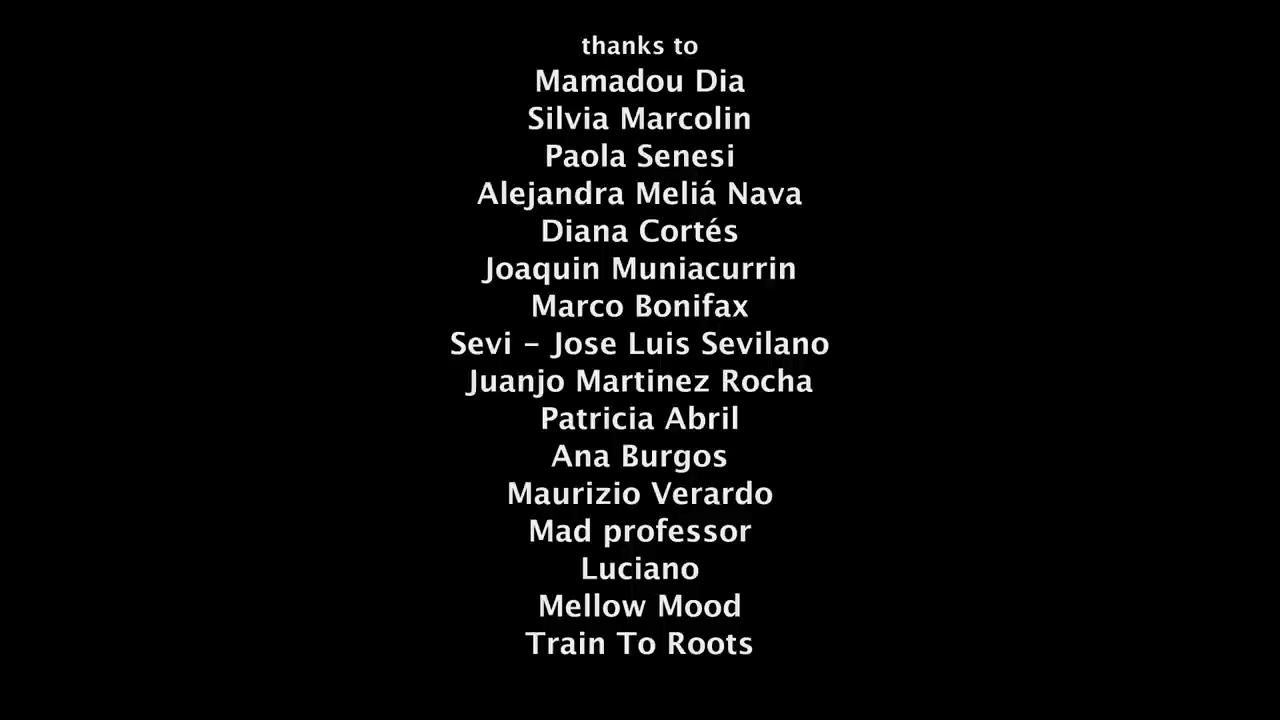 thanks to
Mamadou Dia
Silvia Marcolin
Paola Senesi
Alejandra Meliá Nava
Diana Cortés
Joaquin Muniacurrin
Marco Bonifax
Sevi - Jose Luis Sevilano
Juanjo Martinez Rocha
Patricia Abril
Ana Burgos
Maurizio Verardo
Mad professor
Luciano
Mellow Mood
Train To Roots